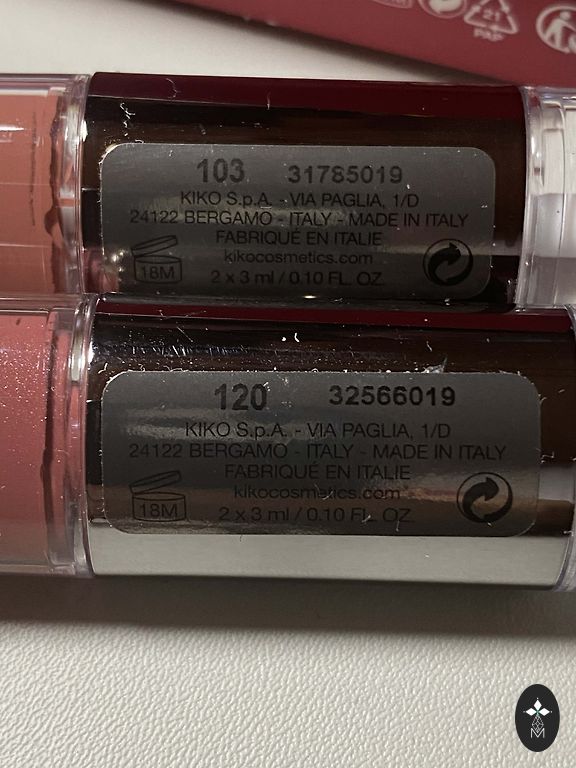 21
PAP
103 31785019
KIKO S.p.A. - VIA PAGLIA, 1/D
24122 BERGAMO - ITALY - MADE IN ITALY
FABRIQUÉ EN ITALIE
kikocosmetics.com
18M
2 x 3 ml / 0.10 FL. OZ.
120 32566019
KIKO S.p.A. - VIA PAGLIA, 1/D
24122 BERGAMO - ITALY - MADE IN ITALY
FABRIQUÉ EN ITALIE
kikocosmetics.com
18M
2 x 3 ml / 0.10 FL. OZ.
M